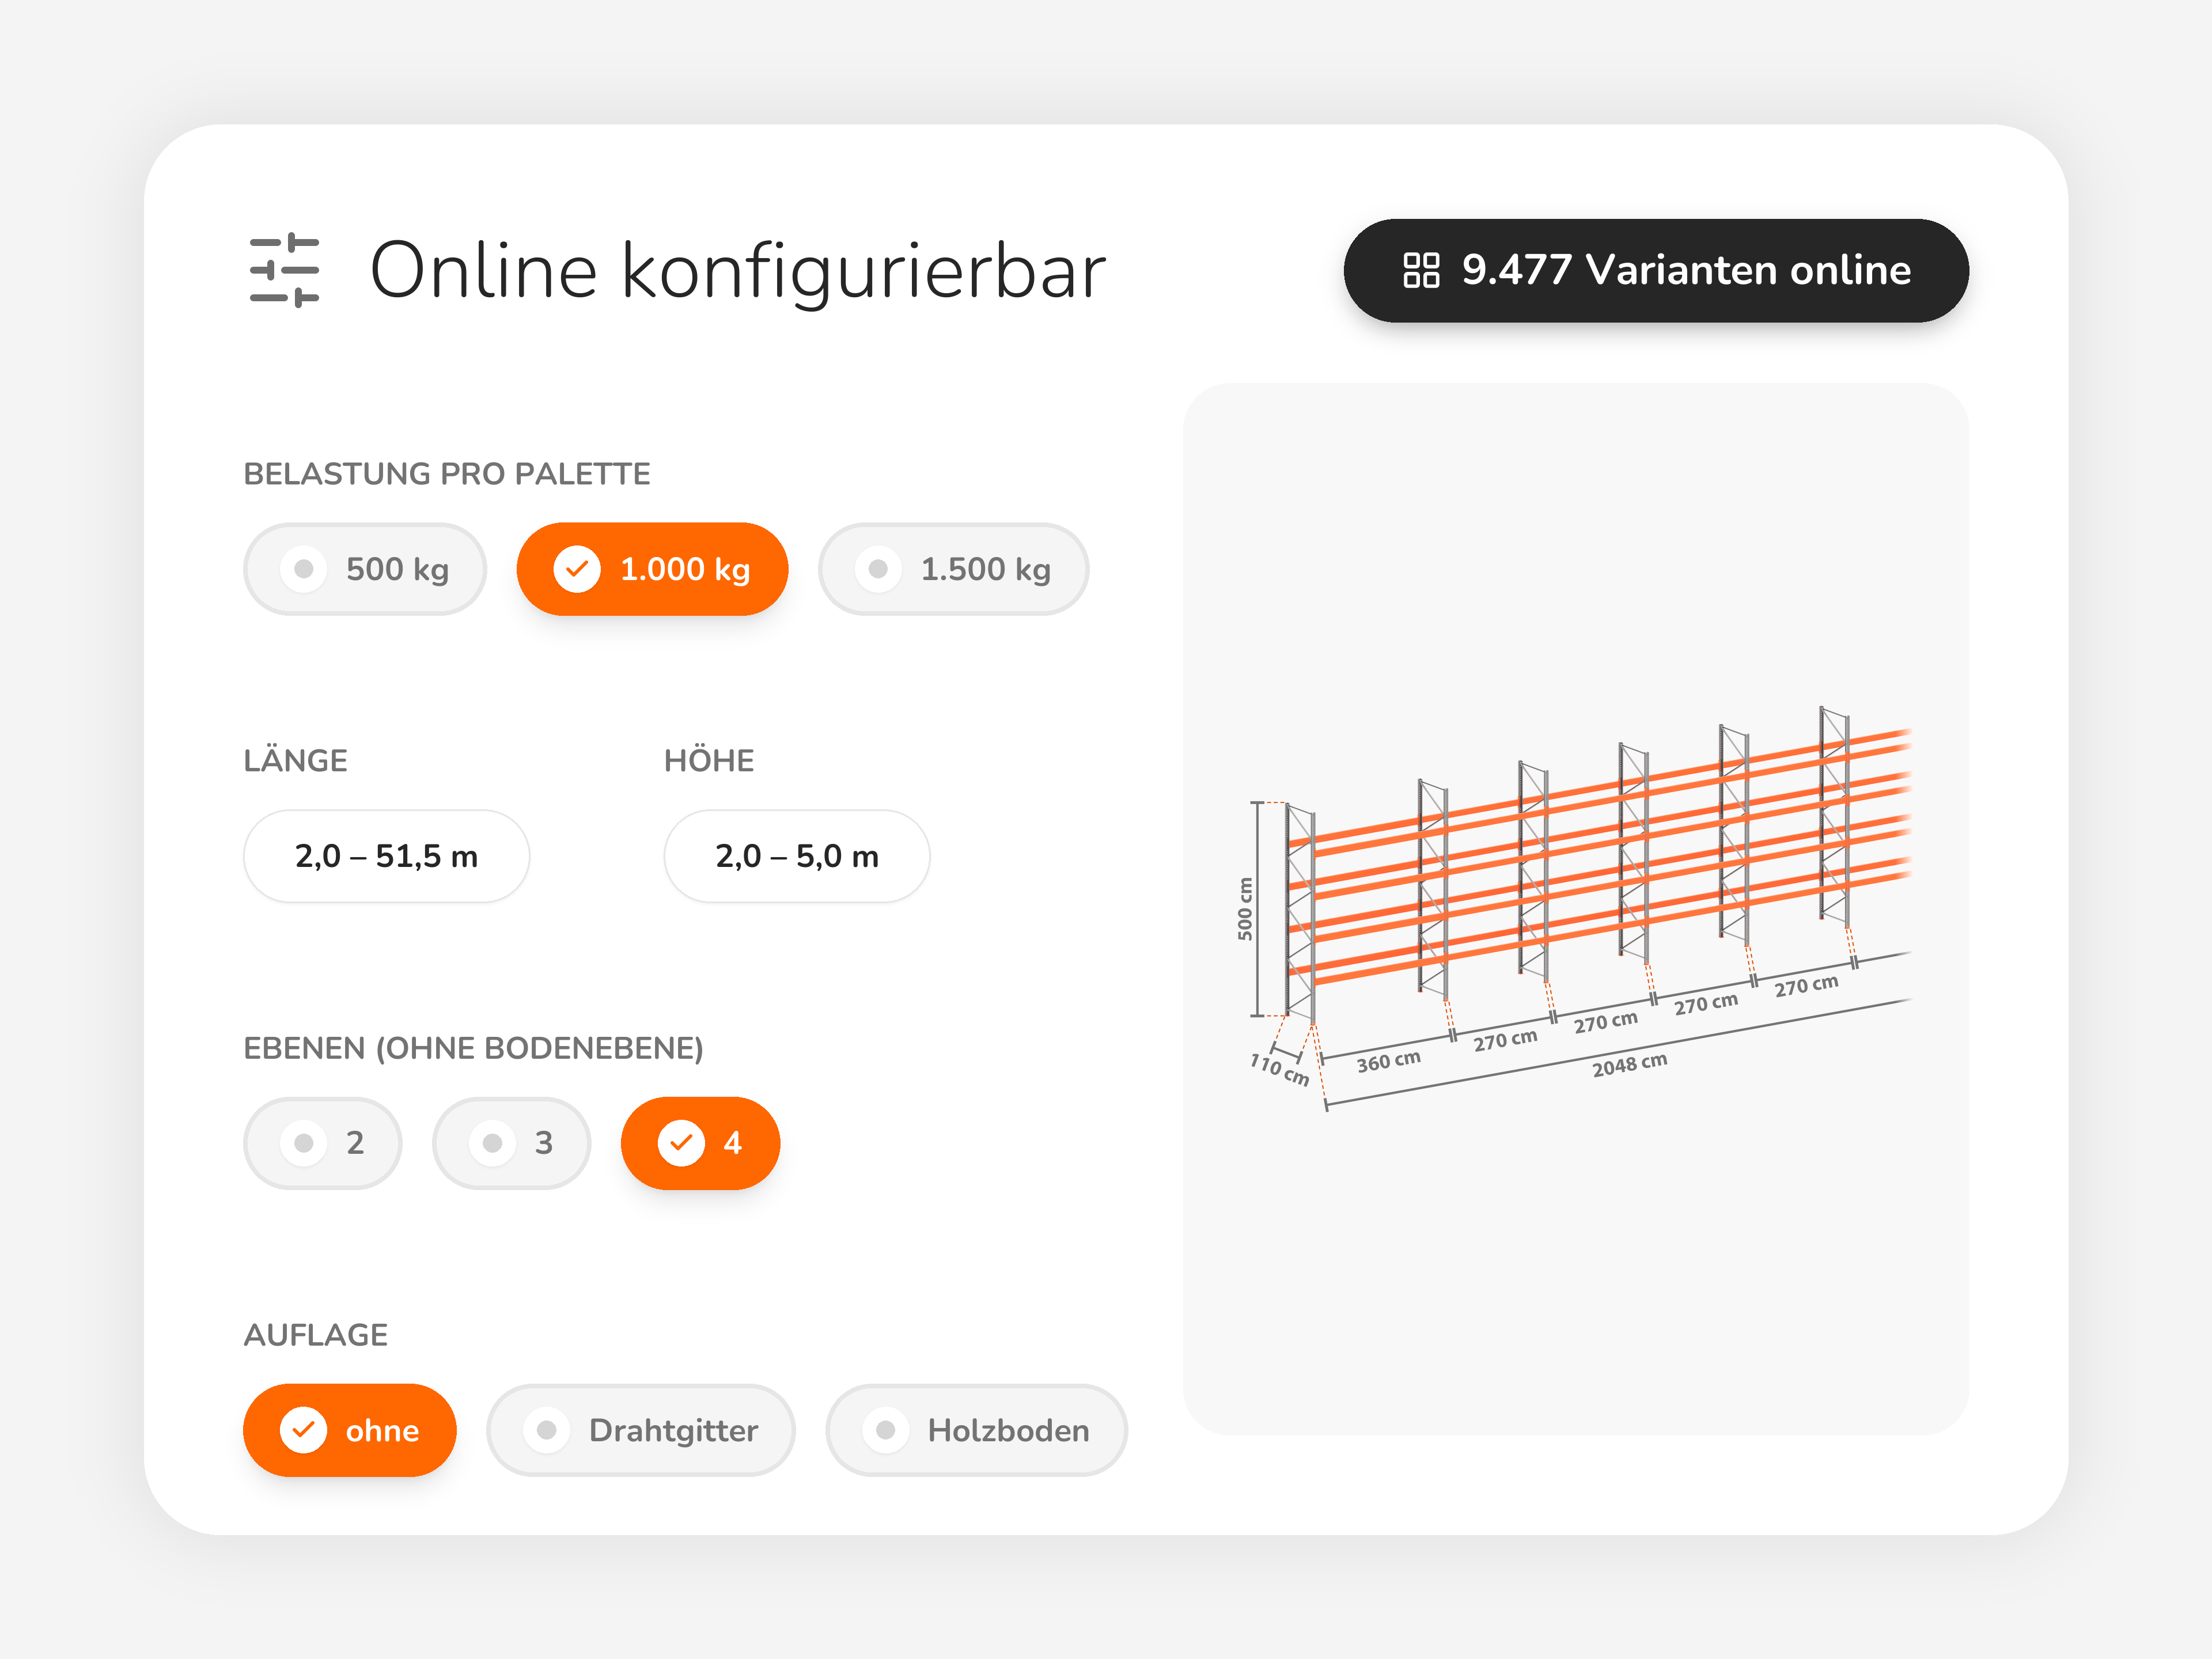 Online konfigurierbar
9.477 Varianten online
BELASTUNG PRO PALETTE
500 kg
1.000 kg
1.500 kg
LÄNGE
HÖHE
2,0 – 51,5 m
2,0 – 5,0 m
EBENEN (OHNE BODENEBENE)
2
3
4
AUFLAGE
ohne
Drahtgitter
Holzboden
500 cm
110 cm
360 cm
270 cm
270 cm
270 cm
270 cm
2048 cm